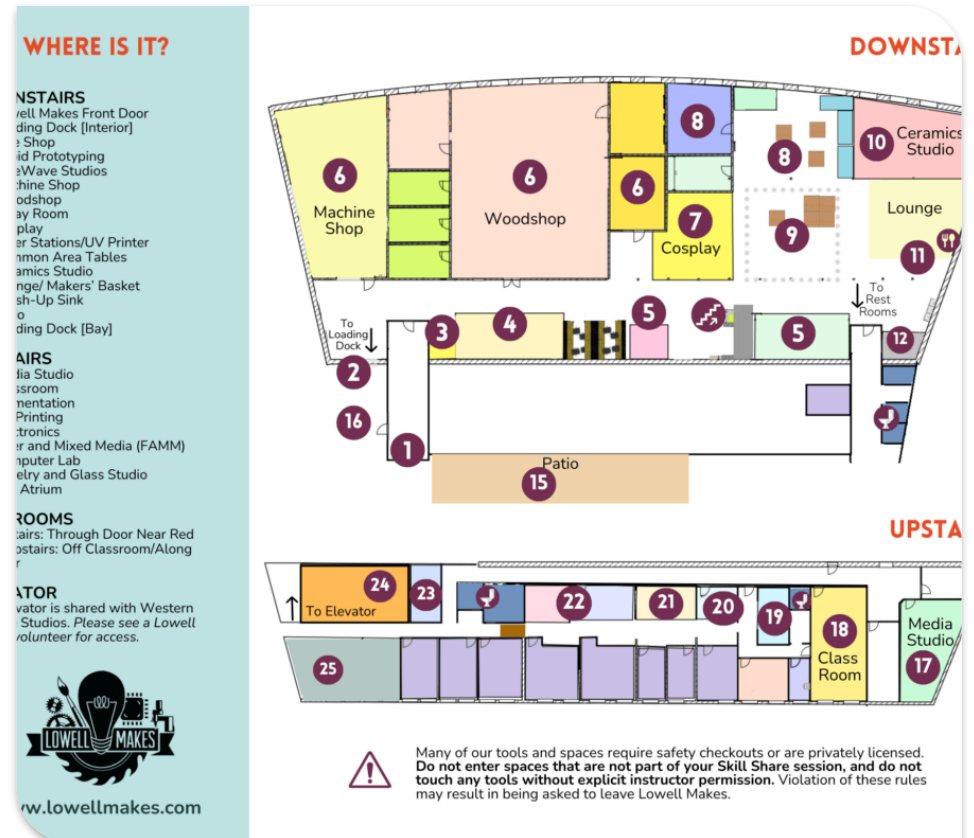 WHERE IS IT?
NSTAIRS
vell Makes Front Door
ding Dock [Interior]
e Shop
id Prototyping
eWave Studios
chine Shop
odshop
ay Room
play
er Stations/UV Printer
mmon Area Tables
amics Studio
nge/ Makers' Basket
sh-Up Sink
o
ding Dock [Bay]
AIRS
dia Studio
ssroom
mentation
Printing
ctronics
er and Mixed Media (FAMM)
mputer Lab
elry and Glass Studio
Atrium
ROOMS
tairs: Through Door Near Red
pstairs: Off Classroom/Along
r
ATOR
vator is shared with Western
Studios. Please see a Lowell
volunteer for access.
LOWELL MAKES
w.lowellmakes.com
DOWNSTA
6
Machine
Shop
6
Woodshop
6
8
7
Cosplay
8
9
10
Ceramics
Studio
Lounge
11
To
Rest
Rooms
12
To
Loading
Dock
3
4
5
5
2
16
1
Patio
15
UPSTA
24
To Elevator
23
22
21
20
19
18
Class
Room
Media
Studio
17
25
Many of our tools and spaces require safety checkouts or are privately licensed.
Do not enter spaces that are not part of your Skill Share session, and do not
touch any tools without explicit instructor permission. Violation of these rules
may result in being asked to leave Lowell Makes.